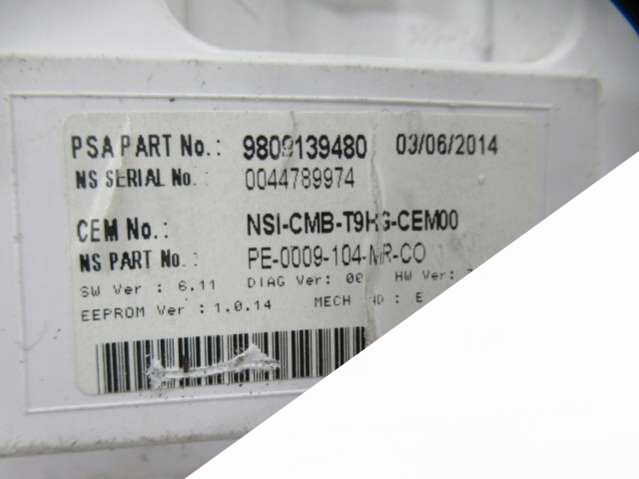 PSA PART No.: 9809139480 03/06/2014
NS SERIAL No.: 0044789974
CEM No.: NSI-CMB-T9HG-CEM00
NS PART No.: PE-0009-104-MR-CO
SW Ver : 6.11 DIAG Ver: 00 HW Ver:
EEPROM Ver : 1.0.14 MECH : E